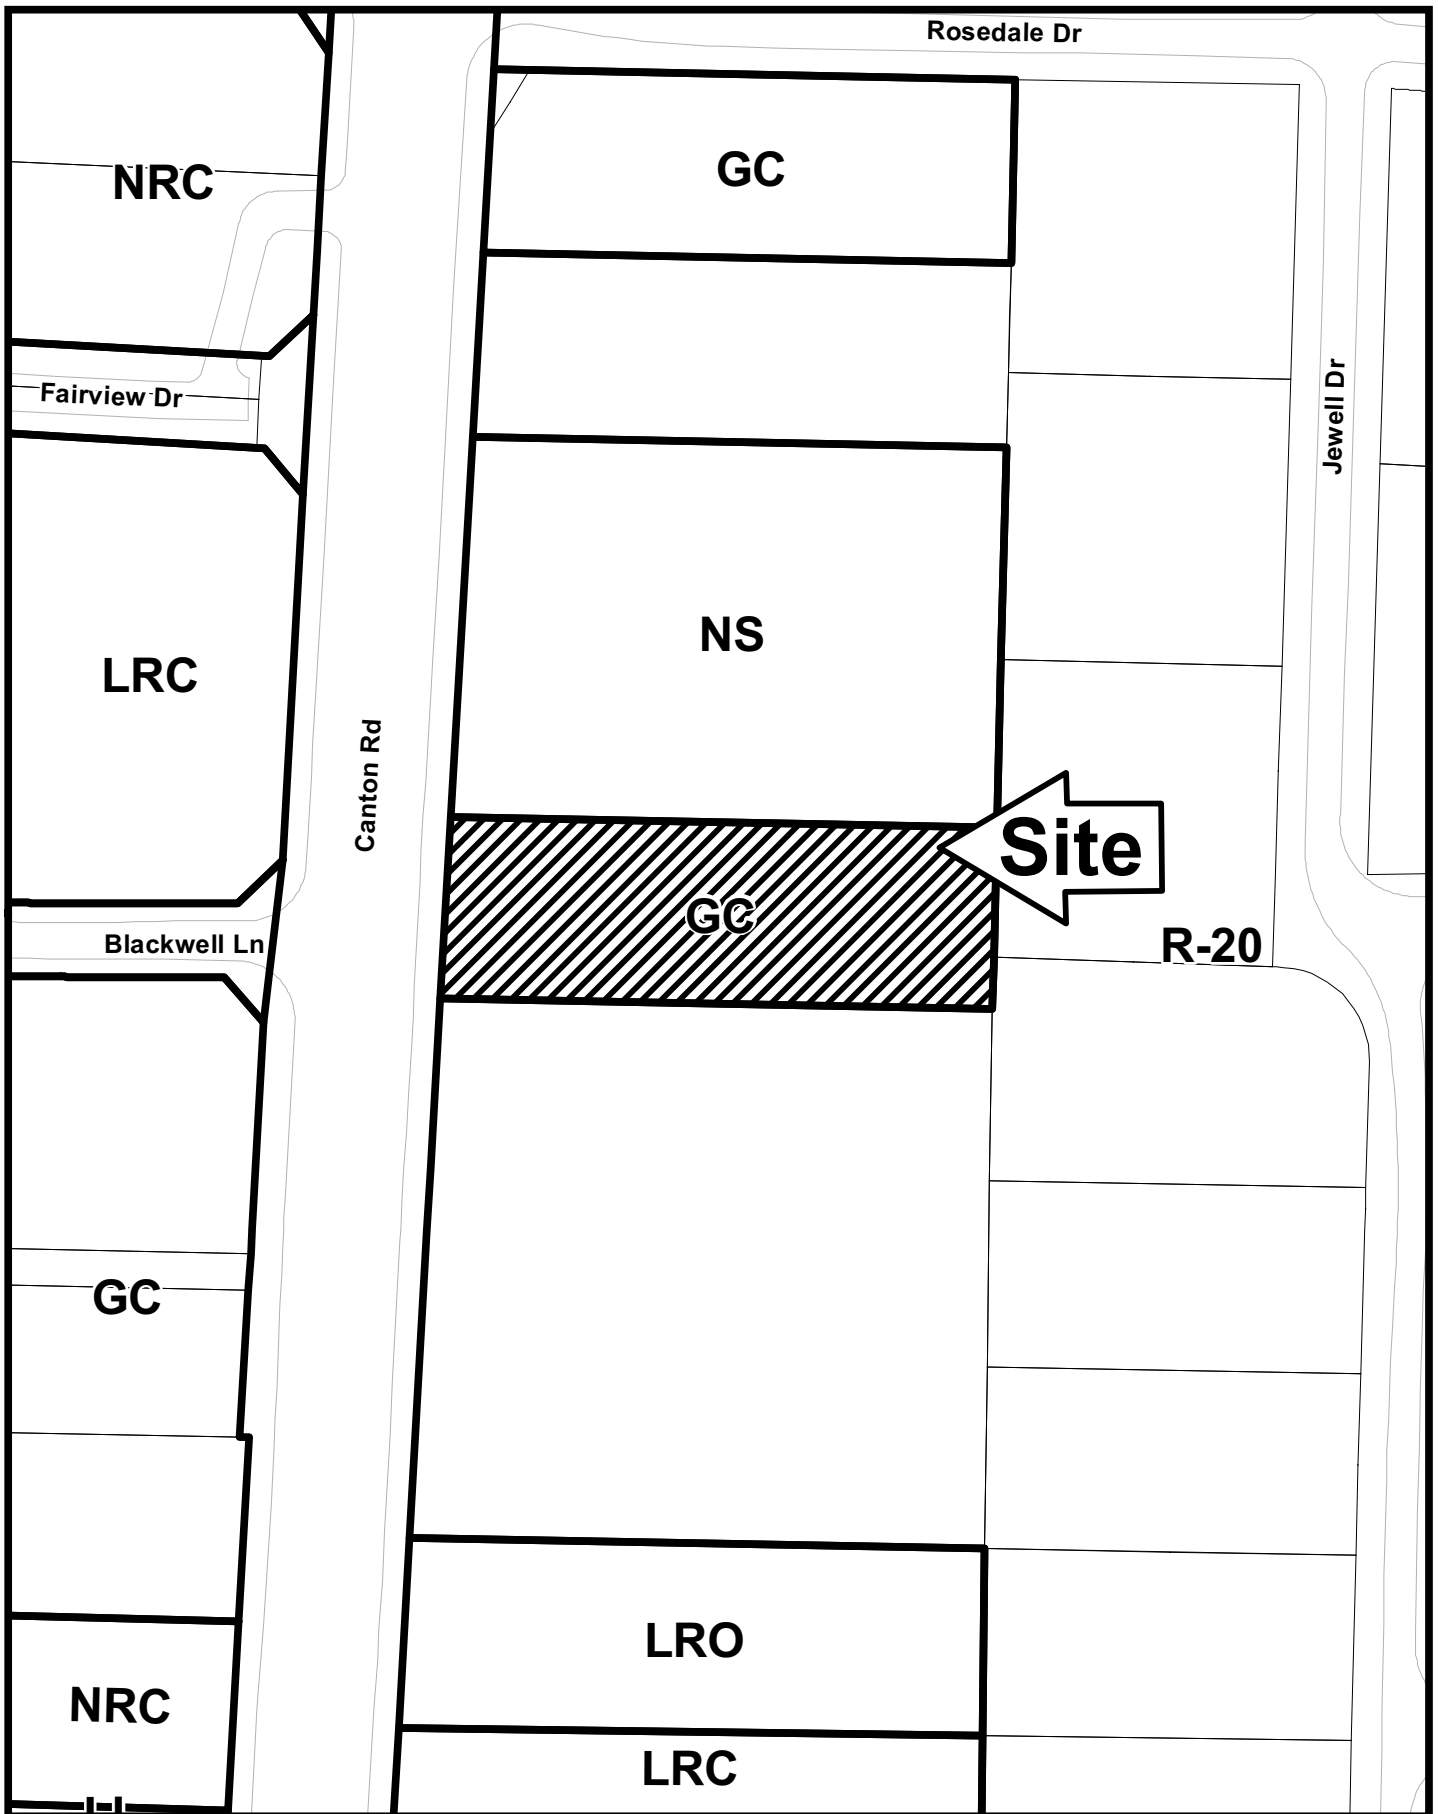 Rosedale Dr
GC
NRC
Fairview Dr
Jewell Dr
NS
LRC
Canton Rd
Site
GC
Blackwell Ln
R-20
GC
LRO
NRC
LRC